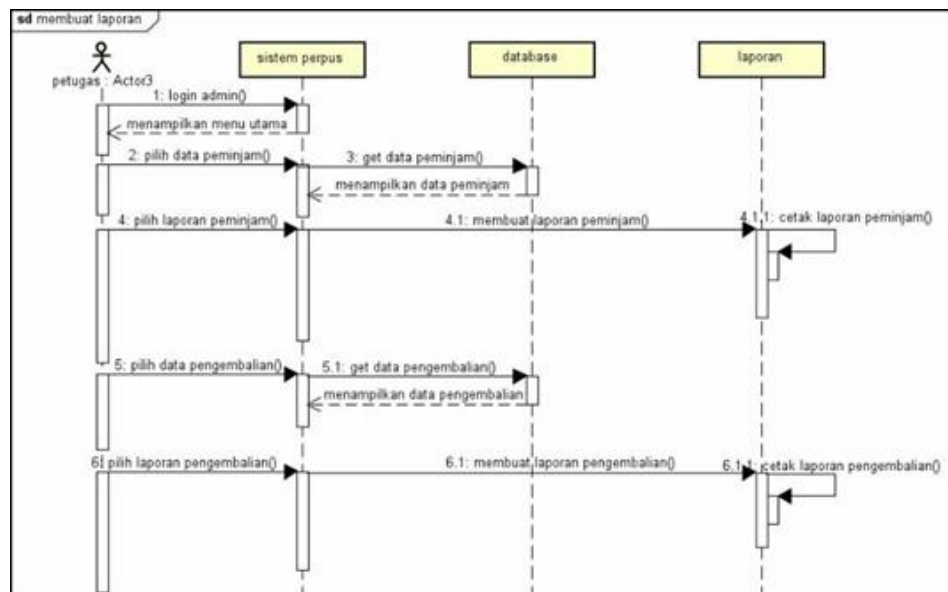 sd membuat laporan
petugas : Actor3
sistem perpus
database
laporan
1: login admin()
menampilkan menu utama
2: pilih data peminjam()
3: get data peminjam()
menampilkan data peminjam
4: pilih laporan peminjam()
4.1: membuat laporan peminjam()
4.1.1: cetak laporan peminjam()
5: pilih data pengembalian()
5.1: get data pengembalian()
menampilkan data pengembalian
6: pilih laporan pengembalian()
6.1: membuat laporan pengembalian()
6.1.1: cetak laporan pengembalian()